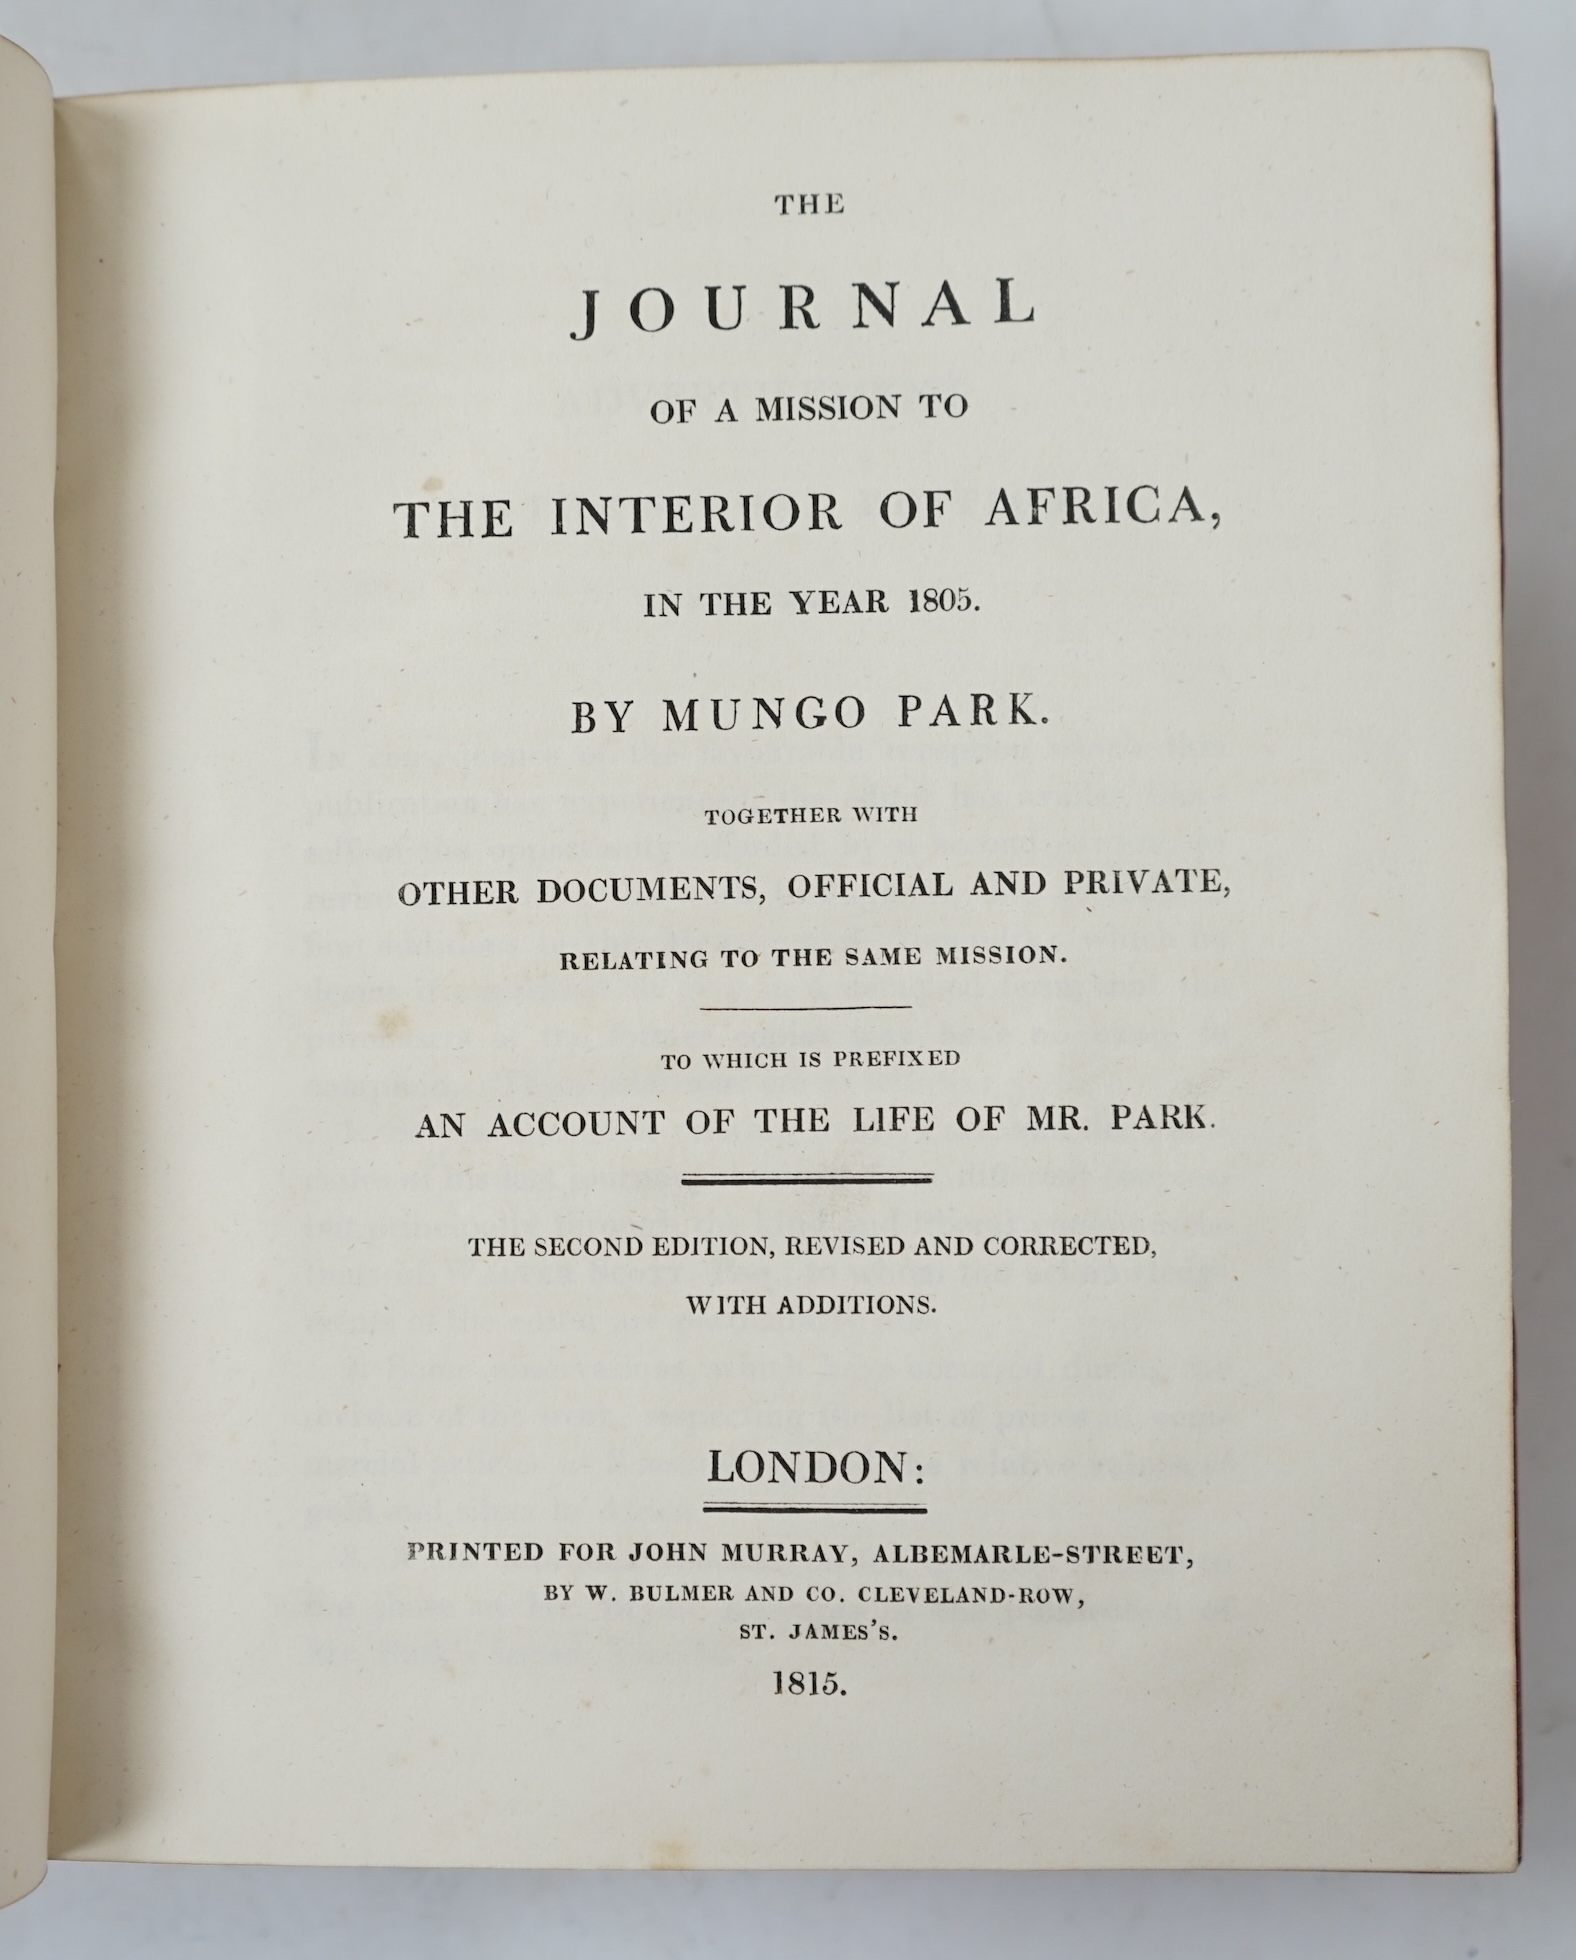 THE
JOURNAL
OF A MISSION TO
THE INTERIOR OF AFRICA,
IN THE YEAR 1805.
BY MUNGO PARK.
TOGETHER WITH
OTHER DOCUMENTS, OFFICIAL AND PRIVATE,
RELATING TO THE SAME MISSION.
TO WHICH IS PREFIXED
AN ACCOUNT OF THE LIFE OF MR. PARK.
THE SECOND EDITION, REVISED AND CORRECTED,
WITH ADDITIONS.
LONDON:
PRINTED FOR JOHN MURRAY, ALBEMARLE-STREET,
BY W. BULMER AND CO. CLEVELAND-ROW,
ST. JAMES'S.
1815.